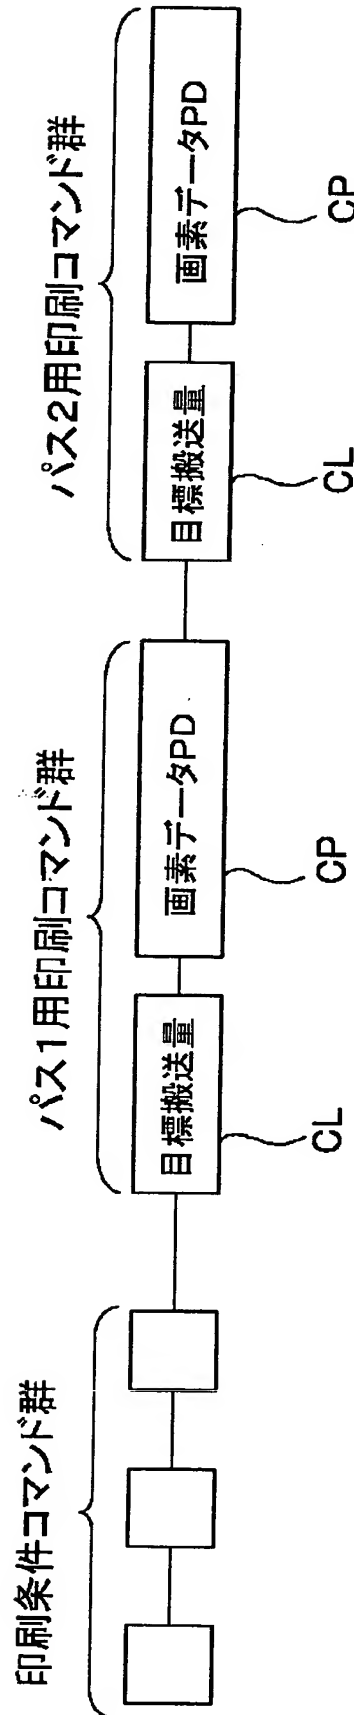 印刷条件コマンド群
パス1用印刷コマンド群
目標搬送量
CL
画素データPD
CP
パス2用印刷コマンド群
目標搬送量
CL
画素データPD
CP